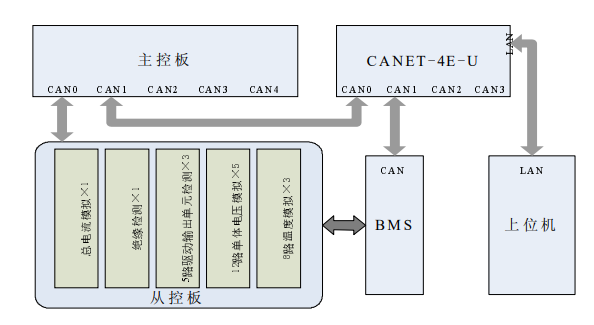 主控板
CAN0 CAN1 CAN2 CAN3 CAN4
CANET-4E-U
LAN
CAN0 CAN1 CAN2 CAN3
总电流模拟×1
绝缘检测×1
5路驱动输出单元检测×3
12路单体电压模拟×5
8路温度模拟×3
从控板
CAN
BMS
LAN
上位机